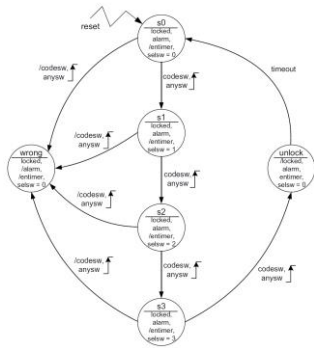 reset
s0
locked,
alarm,
/entimer,
selsw = 0
/codesw,
anysw
codesw,
anysw
timeout
s1
locked,
alarm,
/entimer,
selsw = 1
wrong
locked,
/alarm,
/entimer,
selsw = 0
unlock
/locked,
alarm,
entimer,
selsw = 0
/codesw,
anysw
codesw,
anysw
/codesw,
anysw
s2
locked,
alarm,
/entimer,
selsw = 2
/codesw,
anysw
codesw,
anysw
codesw,
anysw
s3
locked,
alarm,
/entimer,
selsw = 3